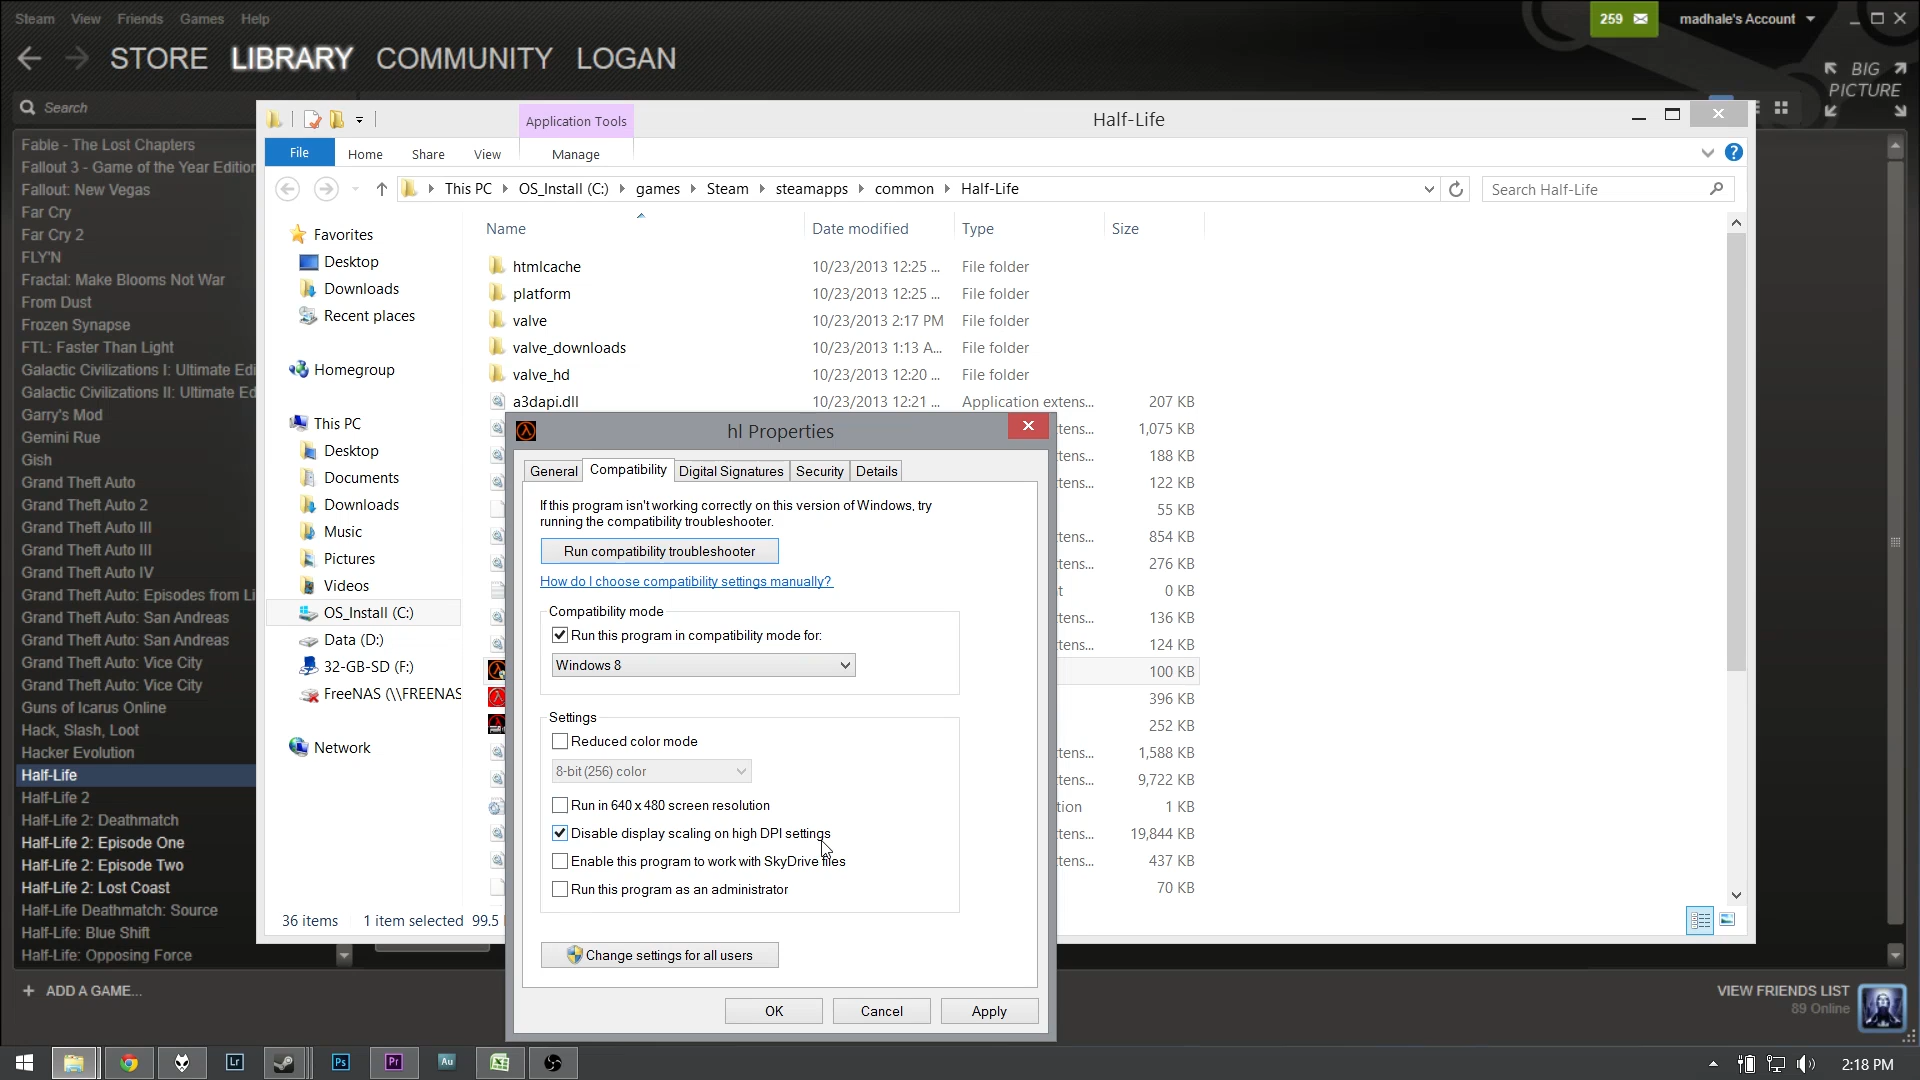 Steam View Friends Games Help
259
madhale's Account
STORE LIBRARY COMMUNITY LOGAN
BIG
PICTURE
Search
Fable - The Lost Chapters
Fallout 3 - Game of the Year Edition
Fallout: New Vegas
Far Cry
Far Cry 2
FLY'N
Fractal: Make Blooms Not War
From Dust
Frozen Synapse
FTL: Faster Than Light
Galactic Civilizations I: Ultimate Edi
Galactic Civilizations II: Ultimate Ed
Garry's Mod
Gemini Rue
Gish
Grand Theft Auto
Grand Theft Auto 2
Grand Theft Auto III
Grand Theft Auto III
Grand Theft Auto IV
Grand Theft Auto: Episodes from Li
Grand Theft Auto: San Andreas
Grand Theft Auto: San Andreas
Grand Theft Auto: Vice City
Grand Theft Auto: Vice City
Guns of Icarus Online
Hack, Slash, Loot
Hacker Evolution
Half-Life
Half-Life 2
Half-Life 2: Deathmatch
Half-Life 2: Episode One
Half-Life 2: Episode Two
Half-Life 2: Lost Coast
Half-Life Deathmatch: Source
Half-Life: Blue Shift
Half-Life: Opposing Force
+ ADD A GAME...
VIEW FRIENDS LIST
89 Online
Application Tools
Half-Life
File Home Share View Manage
This PC OS_Install (C:) games Steam steamapps common Half-Life
Search Half-Life
Favorites
Desktop
Downloads
Recent places
Homegroup
This PC
Desktop
Documents
Downloads
Music
Pictures
Videos
OS_Install (C:)
Data (D:)
32-GB-SD (F:)
FreeNAS (\\FREENAS
Network
Name Date modified Type Size
htmlcache 10/23/2013 12:25 ... File folder
platform 10/23/2013 12:25 ... File folder
valve 10/23/2013 2:17 PM File folder
valve_downloads 10/23/2013 1:13 A... File folder
valve_hd 10/23/2013 12:20 ... File folder
a3dapi.dll 10/23/2013 12:21 ... Application extens... 207 KB
tens... 1,075 KB
tens... 188 KB
tens... 122 KB
55 KB
tens... 854 KB
tens... 276 KB
t 0 KB
tens... 136 KB
tens... 124 KB
100 KB
396 KB
252 KB
tens... 1,588 KB
tens... 9,722 KB
tion 1 KB
tens... 19,844 KB
tens... 437 KB
70 KB
36 items 1 item selected 99.5
hl Properties
General Compatibility Digital Signatures Security Details
If this program isn't working correctly on this version of Windows, try
running the compatibility troubleshooter.
Run compatibility troubleshooter
How do I choose compatibility settings manually?
Compatibility mode
Run this program in compatibility mode for:
Windows 8
Settings
Reduced color mode
8-bit (256) color
Run in 640 x 480 screen resolution
Disable display scaling on high DPI settings
Enable this program to work with SkyDrive files
Run this program as an administrator
Change settings for all users
OK Cancel Apply
Lr Ps Pr Au
2:18 PM